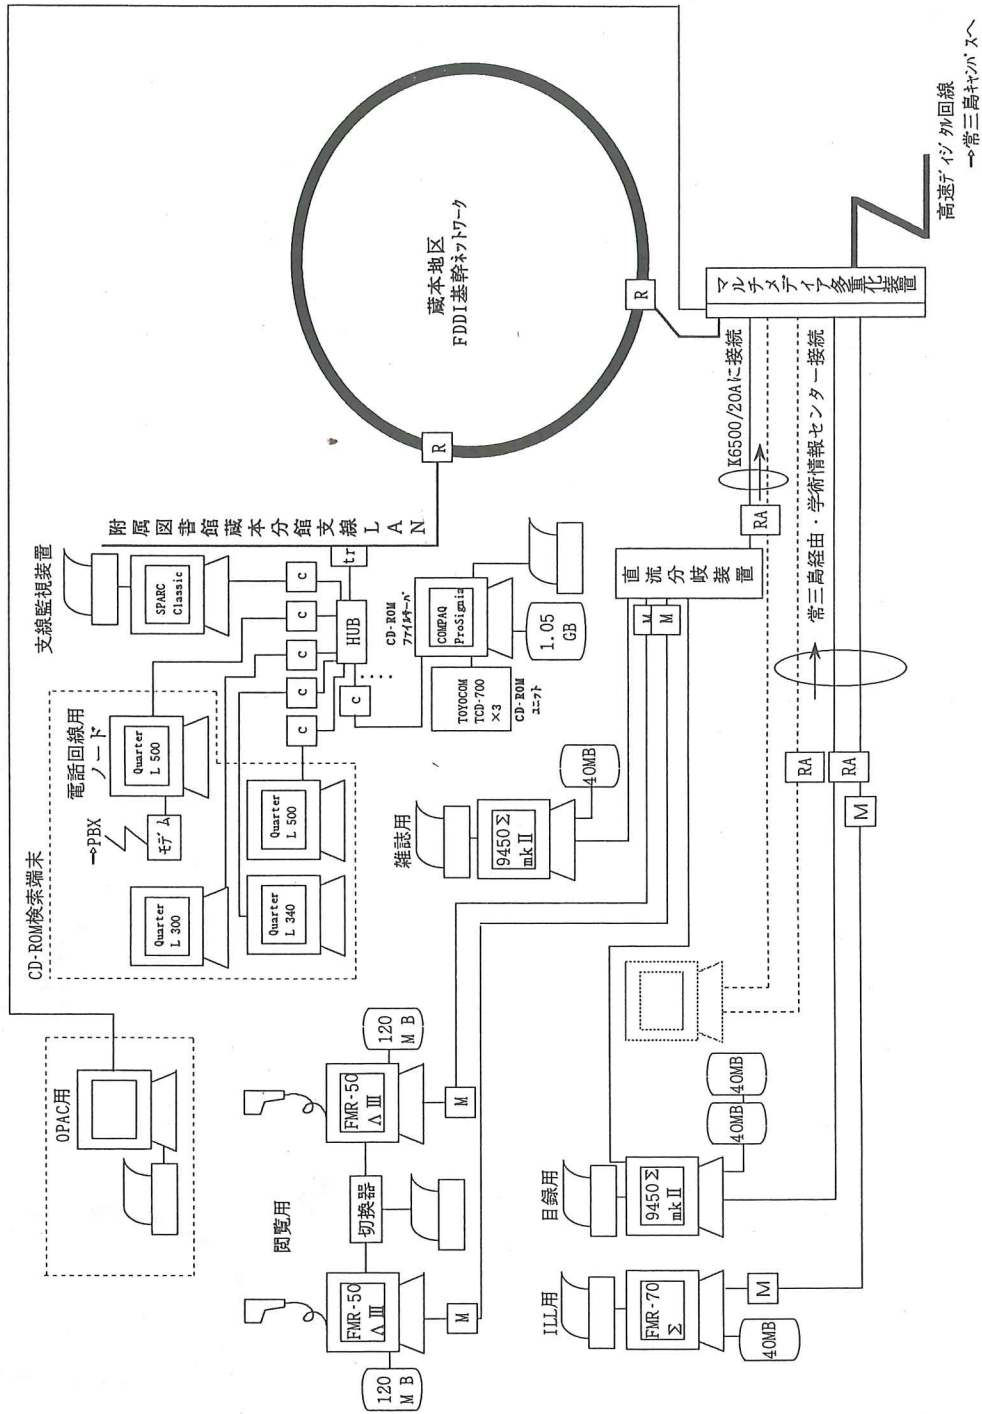 OPAC用
閲覧用
FMR-50
ΛⅢ
120
MB
M
切換器
FMR-50
ΛⅢ
120
MB
M
ILL用
FMR-70
Σ
40MB
M
目録用
9450Σ
mkⅡ
40MB
40MB
CD-ROM検索端末
Quarter
L 300
Quarter
L 340
Quarter
L 500
→PBX
モデム
電話回線用
ノード
Quarter
L 500
支線監視装置
SPARC
Classic
c
c
c
c
c
c
HUB
tr
附属図書館蔵本分館支線LAN
CD-ROM
ファイルサーバ
COMPAQ
ProSignia
1.05
GB
TOYOCOM
TCD-700
×3
CD-ROM
ユニット
雑誌用
9450Σ
mkⅡ
40MB
直流分岐装置
M
M
RA
RA
RA
M
K6500/20Aに接続
常三島経由・学術情報センター接続
R
R
蔵本地区
FDDI基幹ネットワーク
マルチメディア多重化装置
高速ディジタル回線
→常三島キャンパスへ